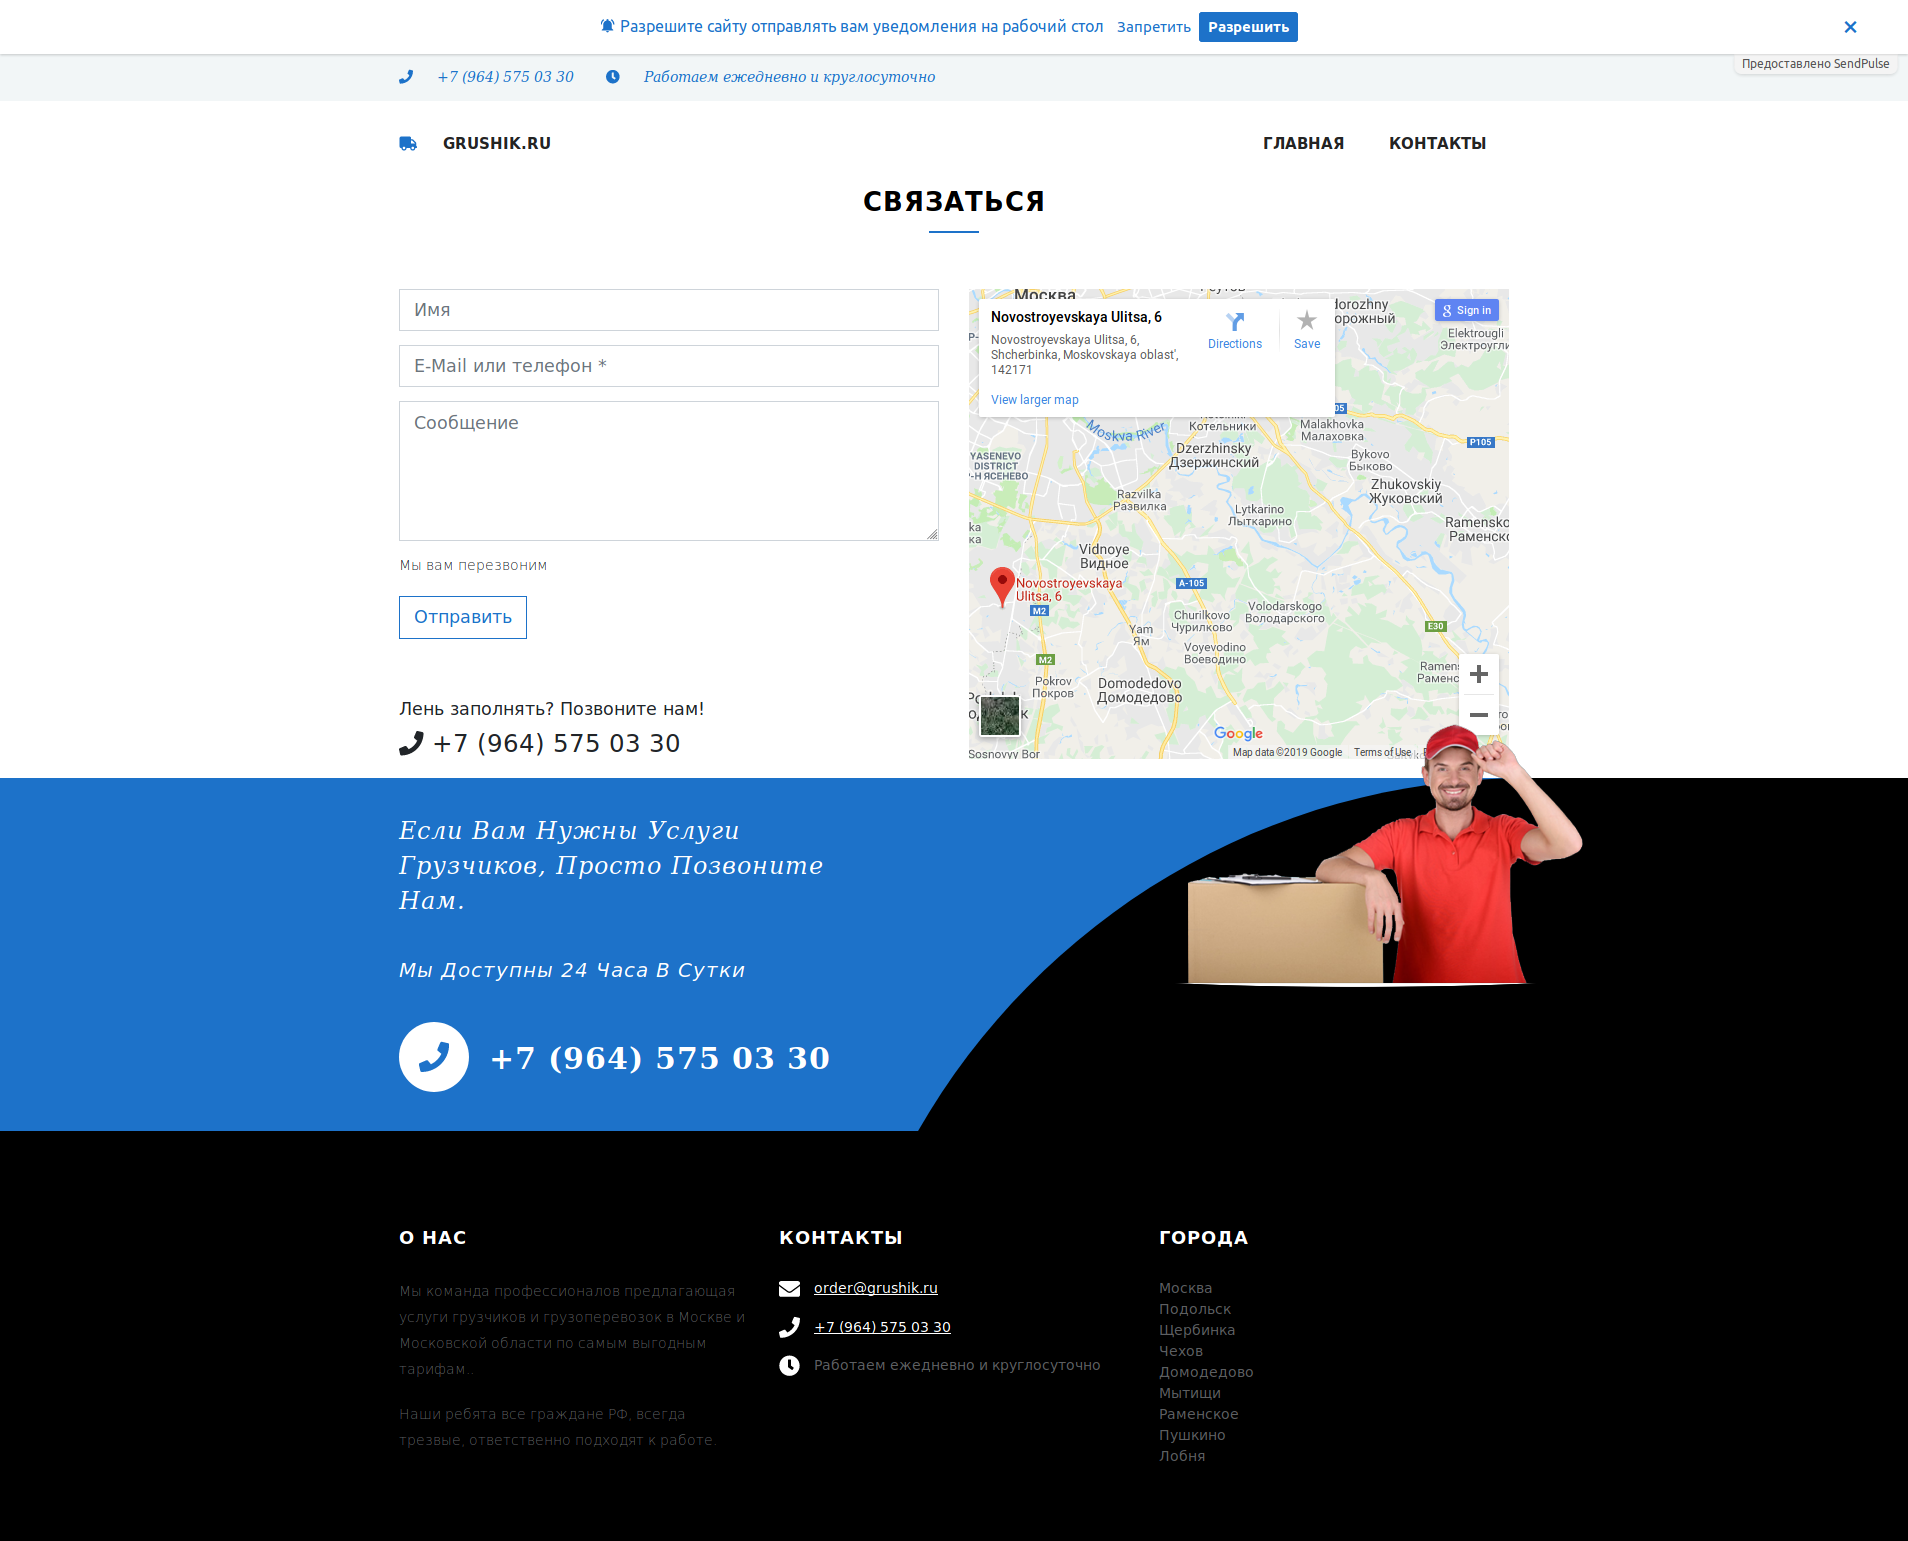 Разрешите сайту отправлять вам уведомления на рабочий стол Запретить Разрешить ×
Предоставлено SendPulse
+7 (964) 575 03 30 Работаем ежедневно и круглосуточно
GRUSHIK.RU ГЛАВНАЯ КОНТАКТЫ
СВЯЗАТЬСЯ
Имя
E-Mail или телефон *
Сообщение
Мы вам перезвоним
Отправить
Лень заполнять? Позвоните нам!
+7 (964) 575 03 30
Москва
Novostroyevskaya Ulitsa, 6
Novostroyevskaya Ulitsa, 6,
Shcherbinka, Moskovskaya oblast',
142171
View larger map
Directions
Save
Sign in
Elektrougli
Moskva River
Котельники
Malakhovka
Малаховка
P105
Dzerzhinsky
Дзержинский
Bykovo
Быково
YASENEVO
DISTRICT
Р-Н ЯСЕНЕВО
Zhukovskiy
Жуковский
Razvilka
Развилка
Lytkarino
Лыткарино
Vidnoye
Видное
Novostroyevskaya
Ulitsa, 6
M2
A-105
Volodarskogo
Володарского
Churilkovo
Чурилково
E30
Yam
Ям
Voyevodino
Воеводино
M2
Pokrov
Покров
Domodedovo
Домодедово
Google
Sosnovyy Bor
Map data ©2019 Google Terms of Use
Если Вам Нужны Услуги
Грузчиков, Просто Позвоните
Нам.
Мы Доступны 24 Часа В Сутки
+7 (964) 575 03 30
О НАС
Мы команда профессионалов предлагающая
услуги грузчиков и грузоперевозок в Москве и
Московской области по самым выгодным
тарифам..
Наши ребята все граждане РФ, всегда
трезвые, ответственно подходят к работе.
КОНТАКТЫ
order@grushik.ru
+7 (964) 575 03 30
Работаем ежедневно и круглосуточно
ГОРОДА
Москва
Подольск
Щербинка
Чехов
Домодедово
Мытищи
Раменское
Пушкино
Лобня